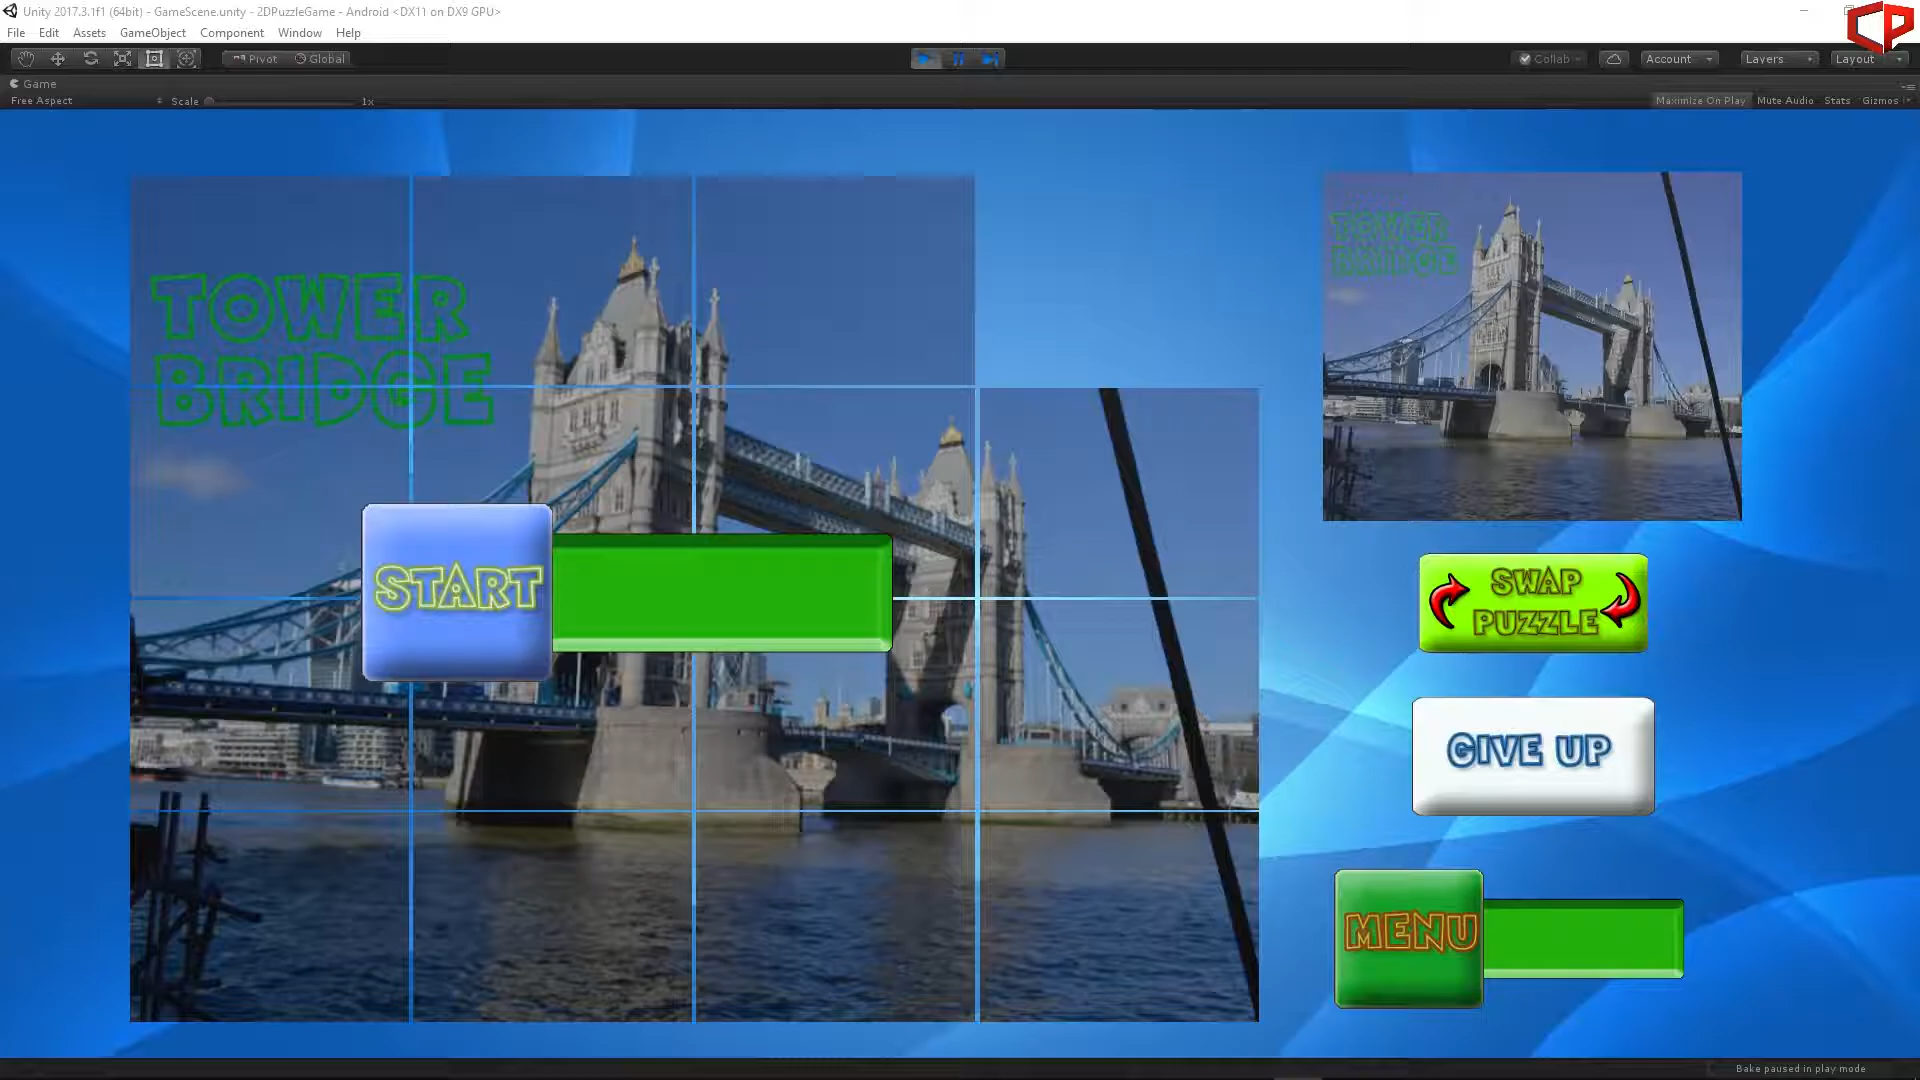 Unity 2017.3.1f1 (64bit) - GameScene.unity - 2DPuzzleGame - Android <DX11 on DX9 GPU>
File Edit Assets GameObject Component Window Help
Pivot Global Collab Account Layers Layout
CP
Game
Free Aspect Scale 1x Maximize On Play Mute Audio Stats Gizmos
TOWER
BRIDGE
TOWER
BRIDGE
START
SWAP
PUZZLE
GIVE UP
MENU
Bake paused in play mode